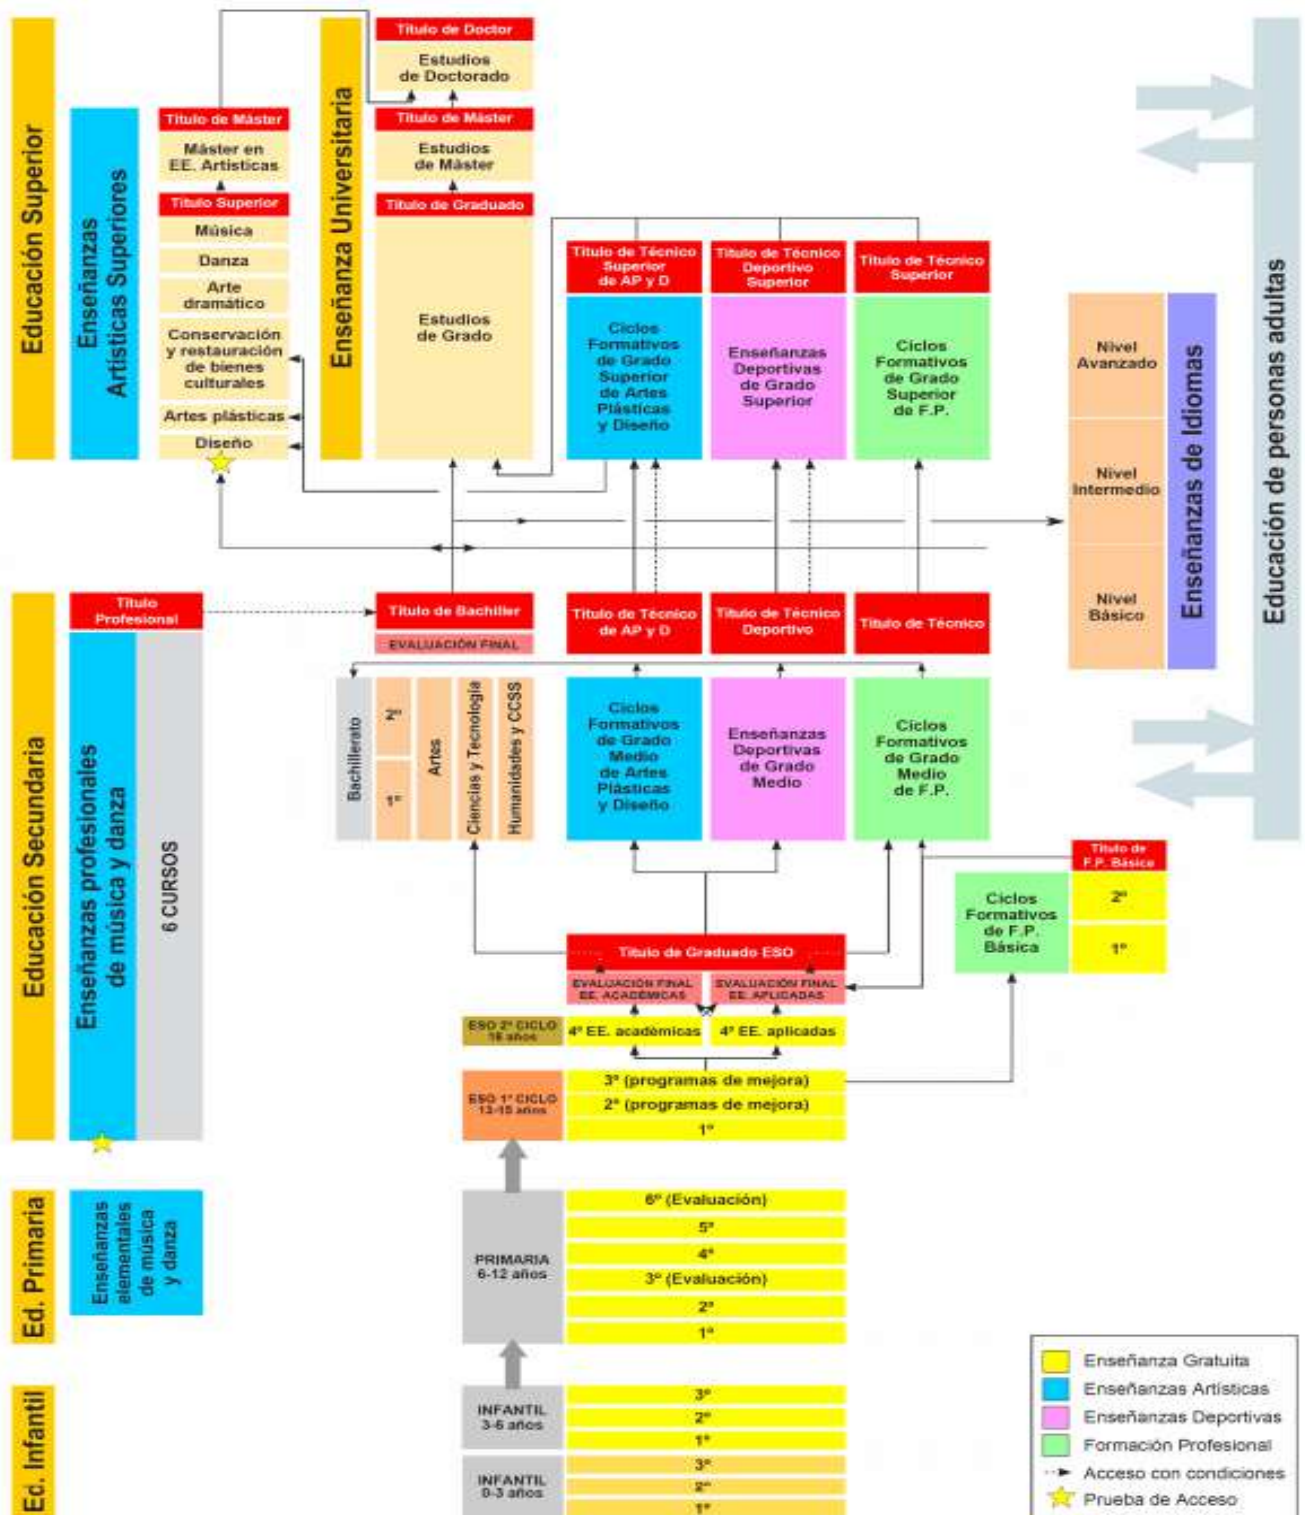 Educación Superior
Enseñanzas
Artísticas Superiores
Título de Máster
Máster en
EE. Artísticas
Título Superior
Música
Danza
Arte
dramático
Conservación
y restauración
de bienes
culturales
Artes plásticas
Diseño
Enseñanza Universitaria
Título de Doctor
Estudios
de Doctorado
Título de Máster
Estudios
de Máster
Título de Graduado
Estudios
de Grado
Título de Técnico
Superior
de AP y D
Ciclos
Formativos
de Grado
Superior
de Artes
Plásticas
y Diseño
Título de Técnico
Deportivo
Superior
Enseñanzas
Deportivas
de Grado
Superior
Título de Técnico
Superior
Ciclos
Formativos
de Grado
Superior
de F.P.
Nivel
Avanzado
Nivel
Intermedio
Nivel
Básico
Enseñanzas de Idiomas
Educación de personas adultas
Educación Secundaria
Título
Profesional
Enseñanzas profesionales
de música y danza
6 CURSOS
Título de Bachiller
EVALUACIÓN FINAL
Bachillerato
2º
1º
Artes
Ciencias y Tecnología
Humanidades y CCSS
Título de Técnico
de AP y D
Ciclos
Formativos
de Grado
Medio
de Artes
Plásticas
y Diseño
Título de Técnico
Deportivo
Enseñanzas
Deportivas
de Grado
Medio
Título de Técnico
Ciclos
Formativos
de Grado
Medio
de F.P.
Título de
F.P. Básica
Ciclos
Formativos
de F.P.
Básica
2º
1º
Título de Graduado ESO
EVALUACIÓN FINAL
EE. ACADÉMICAS
EVALUACIÓN FINAL
EE. APLICADAS
ESO 2º CICLO
16 años
4º EE. académicas
4º EE. aplicadas
ESO 1º CICLO
13-15 años
3º (programas de mejora)
2º (programas de mejora)
1º
Ed. Primaria
Enseñanzas
elementales
de música
y danza
PRIMARIA
6-12 años
6º (Evaluación)
5º
4º
3º (Evaluación)
2º
1º
Ed. Infantil
INFANTIL
3-6 años
3º
2º
1º
INFANTIL
0-3 años
3º
2º
1º
Enseñanza Gratuita
Enseñanzas Artísticas
Enseñanzas Deportivas
Formación Profesional
Acceso con condiciones
Prueba de Acceso